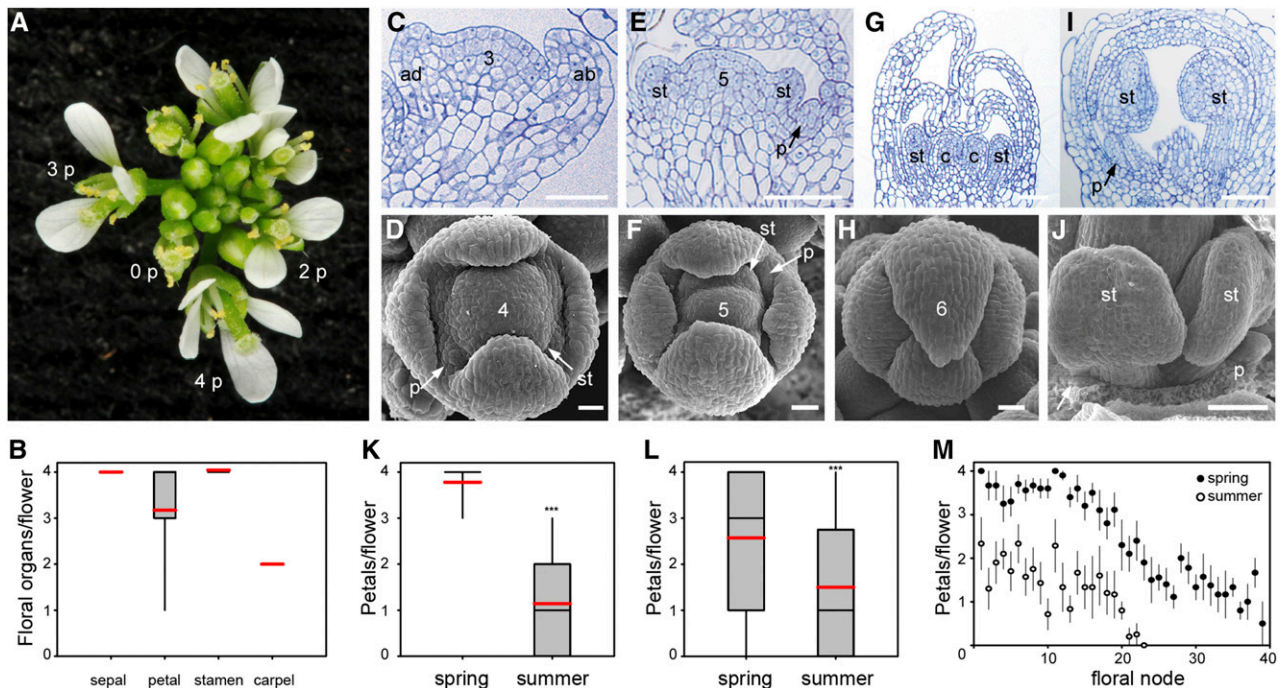 A
3 p
0 p
2 p
4 p
C
3
ad
ab
E
5
st
st
p
G
st
c
c
st
I
st
st
p
D
4
p
st
F
st
p
5
H
6
J
st
st
p
B
Floral organs/flower
4
3
2
1
0
sepal petal stamen carpel
K
Petals/flower
4
3
2
1
0
***
spring summer
L
Petals/flower
4
3
2
1
0
***
spring summer
M
Petals/flower
4
3
2
1
0
spring
summer
10 20 30 40
floral node